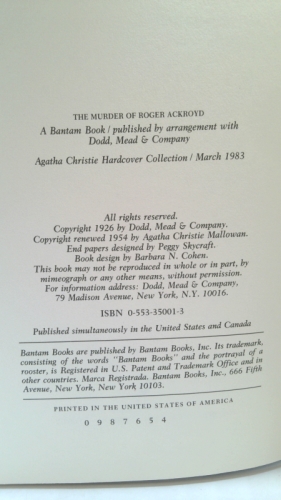 THE MURDER OF ROGER ACKROYD
A Bantam Book / published by arrangement with
Dodd, Mead & Company
Agatha Christie Hardcover Collection / March 1983
All rights reserved.
Copyright 1926 by Dodd, Mead & Company.
Copyright renewed 1954 by Agatha Christie Mallowan.
End papers designed by Peggy Skycraft.
Book design by Barbara N. Cohen.
This book may not be reproduced in whole or in part, by
mimeograph or any other means, without permission.
For information address: Dodd, Mead & Company,
79 Madison Avenue, New York, N.Y. 10016.
ISBN 0-553-35001-3
Published simultaneously in the United States and Canada
Bantam Books are published by Bantam Books, Inc. Its trademark,
consisting of the words "Bantam Books" and the portrayal of a
rooster, is Registered in U.S. Patent and Trademark Office and in
other countries. Marca Registrada. Bantam Books, Inc., 666 Fifth
Avenue, New York, New York 10103.
PRINTED IN THE UNITED STATES OF AMERICA
0 9 8 7 6 5 4